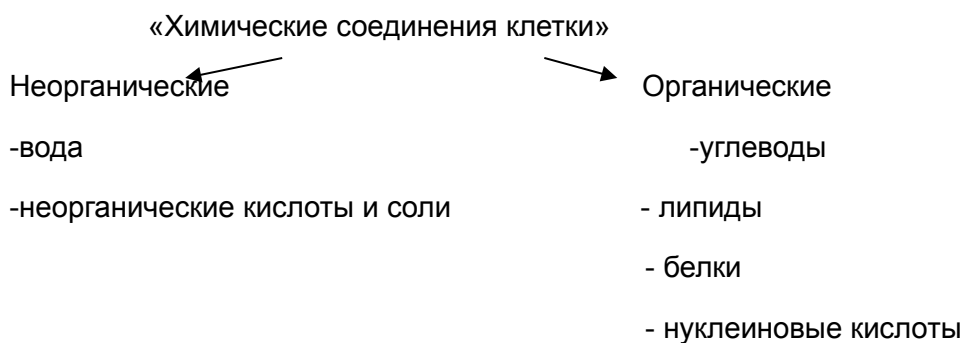 «Химические соединения клетки»
Неорганические Органические
-вода -углеводы
-неорганические кислоты и соли - липиды
- белки
- нуклеиновые кислоты